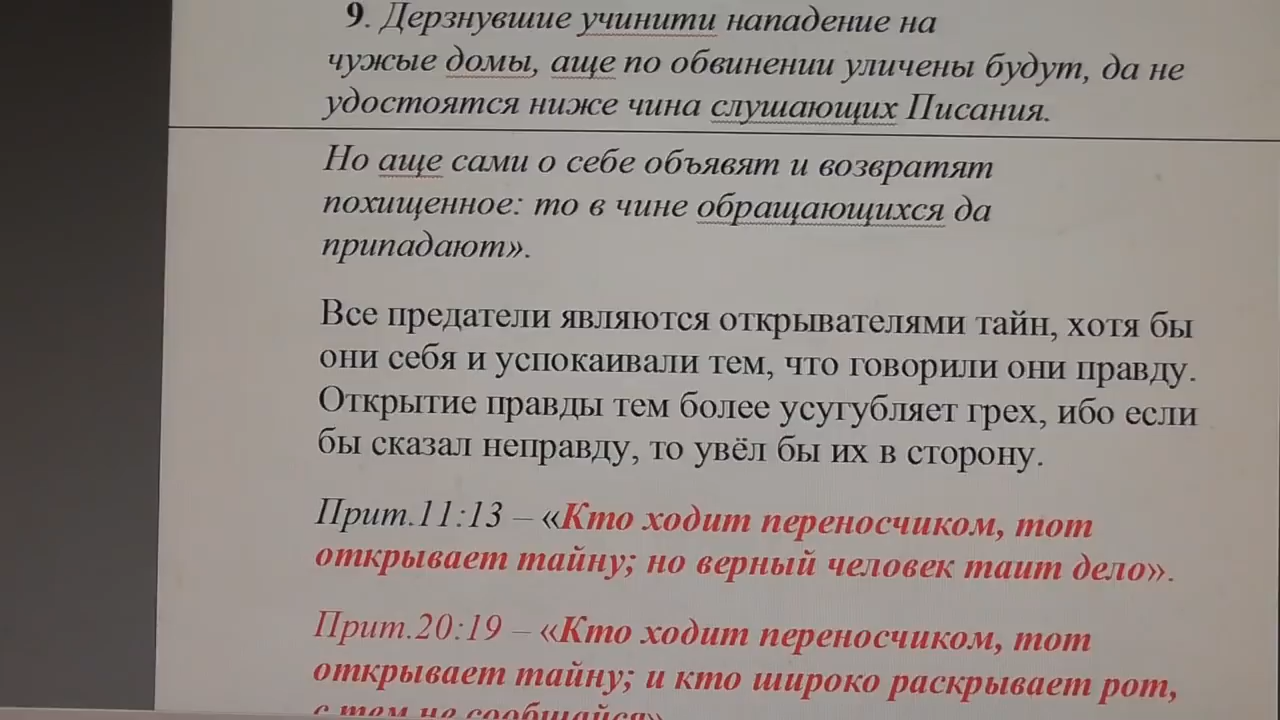 9. Дерзнувшие учинити нападение на
чужые домы, аще по обвинении уличены будут, да не
удостоятся ниже чина слушающих Писания.
Но аще сами о себе объявят и возвратят
похищенное: то в чине обращающихся да
припадают».
Все предатели являются открывателями тайн, хотя бы
они себя и успокаивали тем, что говорили они правду.
Открытие правды тем более усугубляет грех, ибо если
бы сказал неправду, то увёл бы их в сторону.
Прит.11:13 – «Кто ходит переносчиком, тот
открывает тайну; но верный человек таит дело».
Прит.20:19 – «Кто ходит переносчиком, тот
открывает тайну; и кто широко раскрывает рот,
с тем не сообщайся»